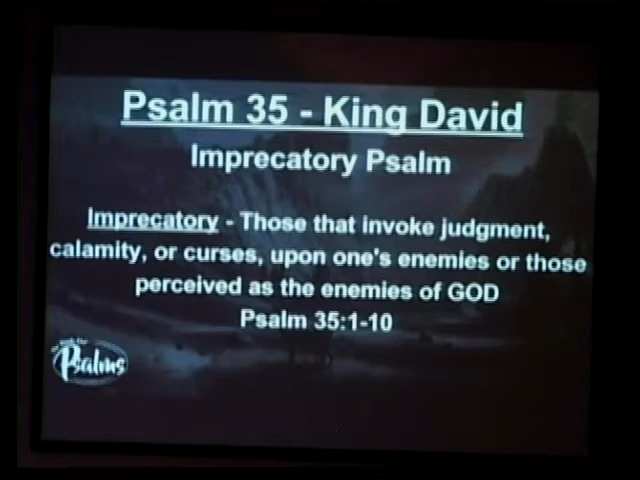 Psalm 35 - King David
Imprecatory Psalm
Imprecatory - Those that invoke judgment,
calamity, or curses, upon one's enemies or those
perceived as the enemies of GOD
Psalm 35:1-10
Psalms